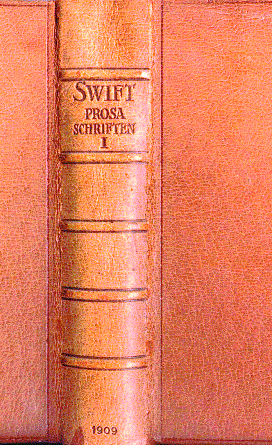 SWIFT
PROSA
SCHRIFTEN
I
1909